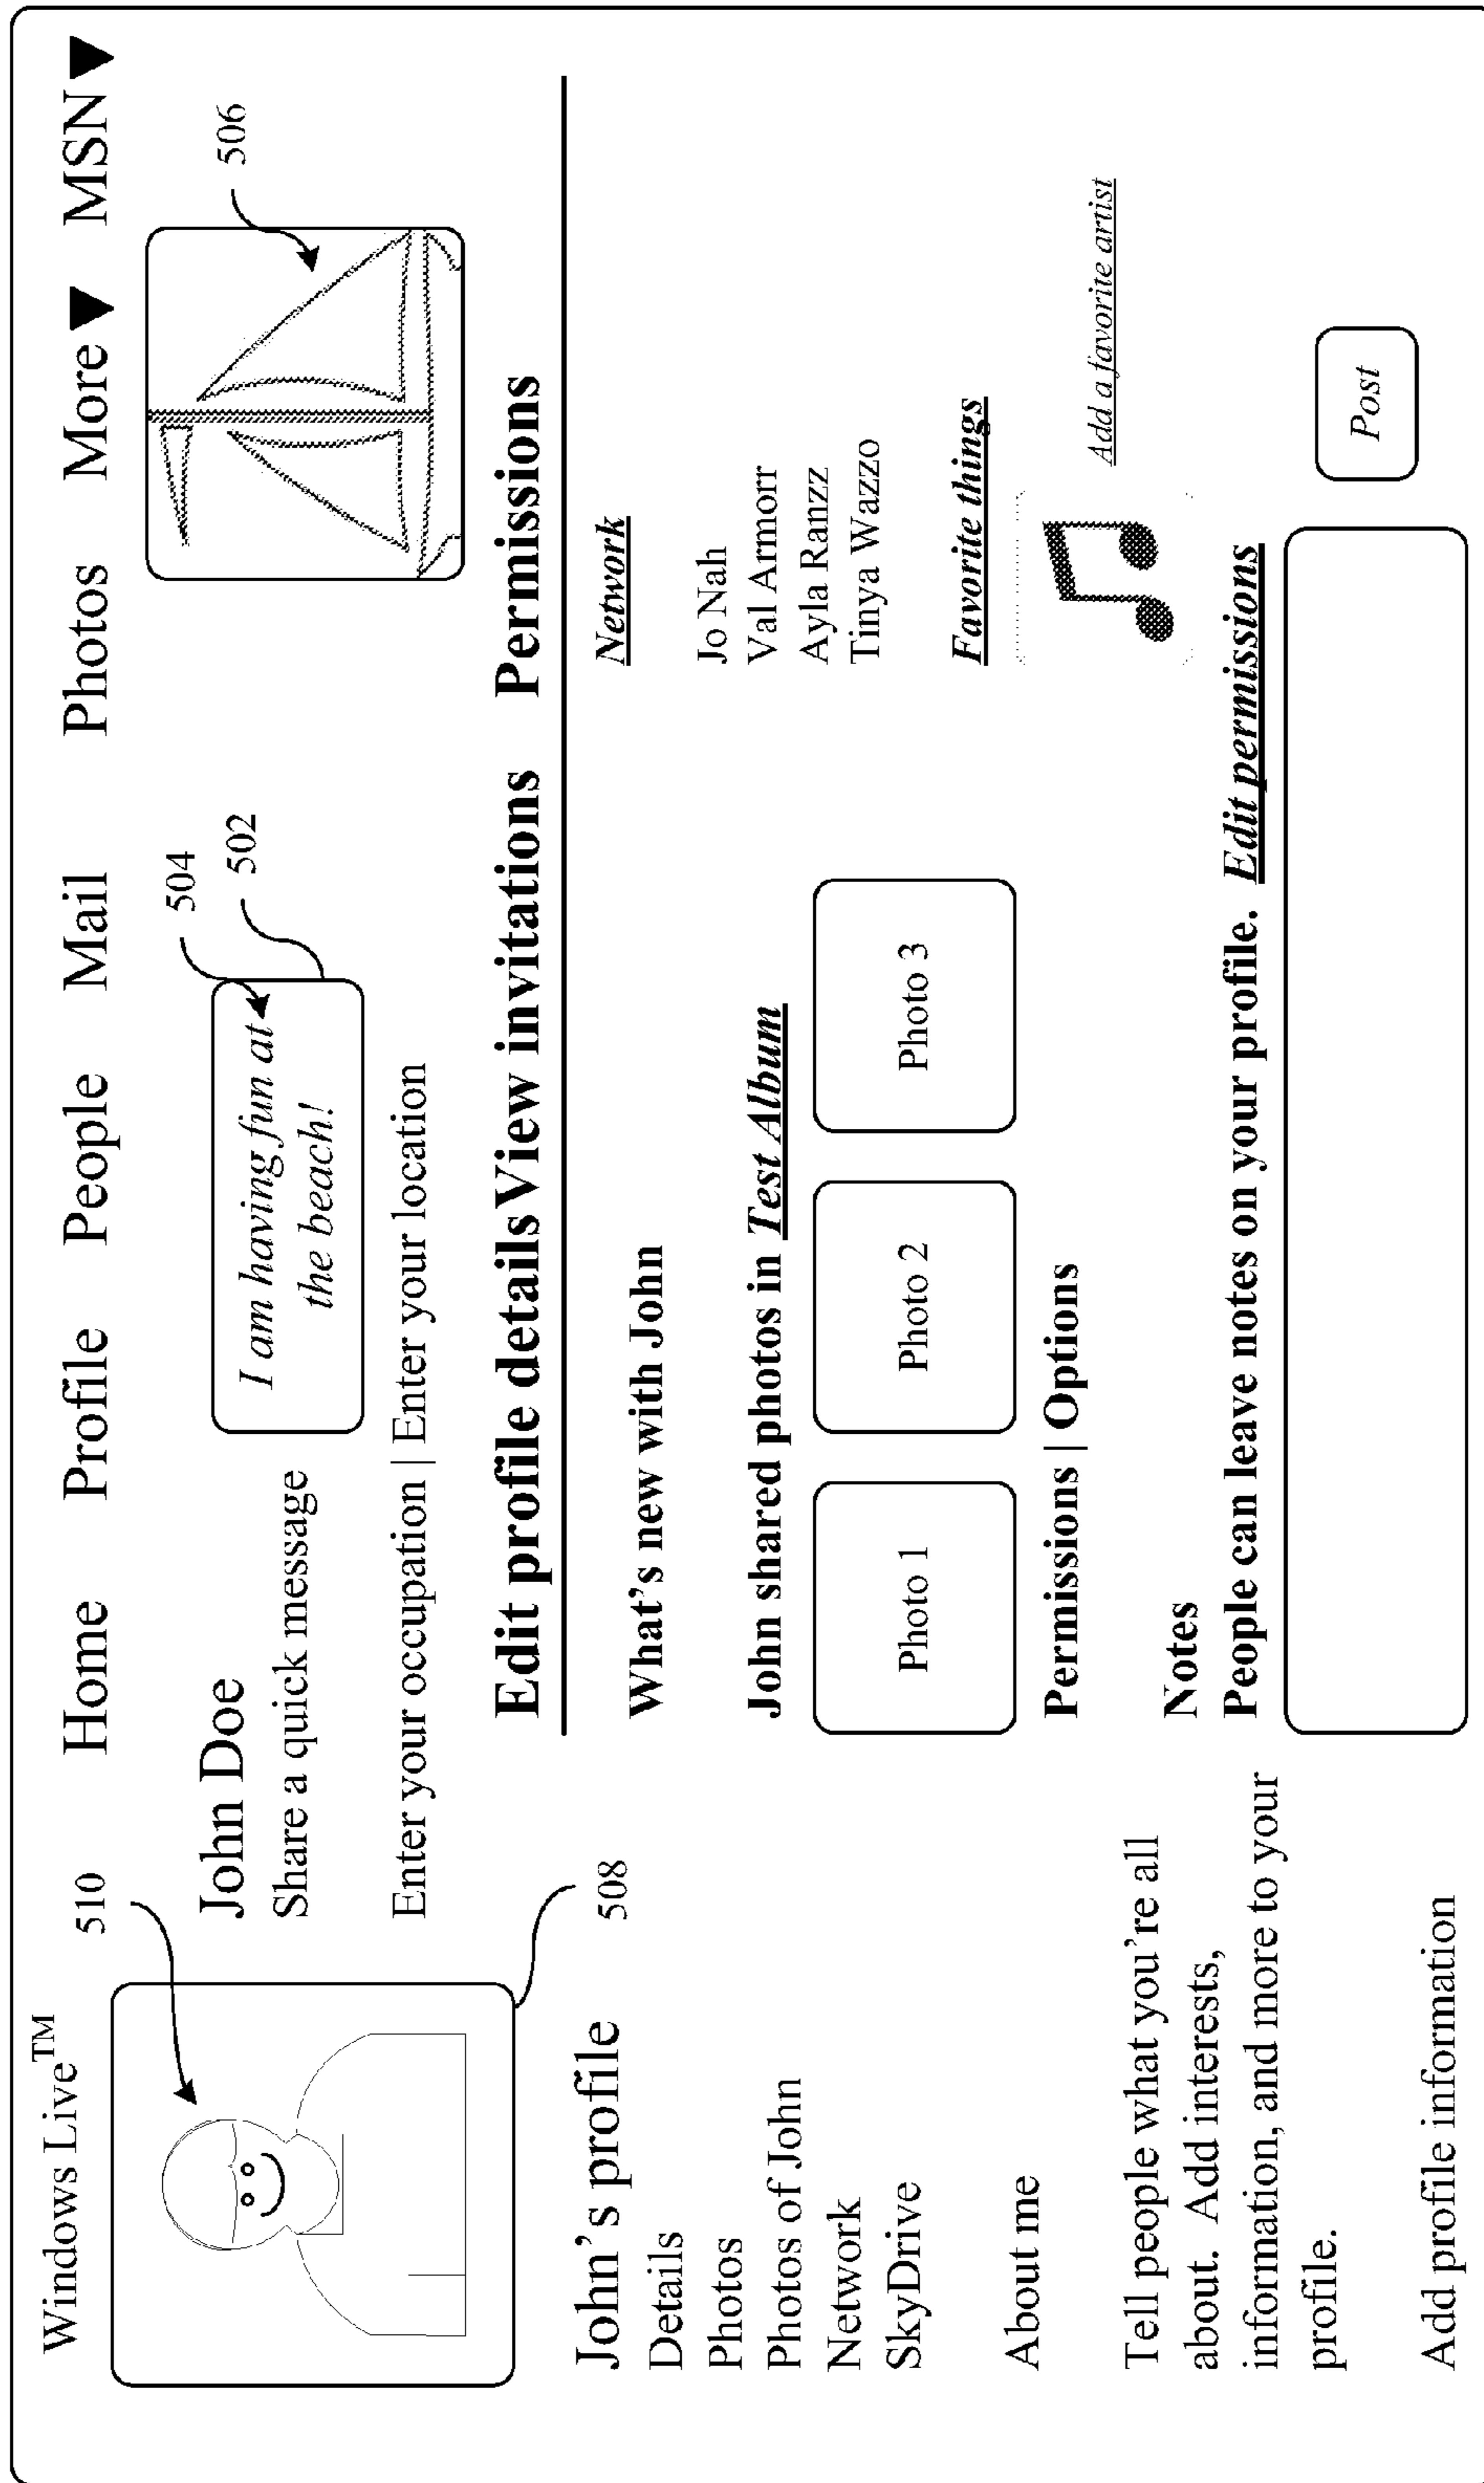 Windows Live™
Home Profile People Mail Photos More ▼ MSN ▼
510
John Doe
Share a quick message
I am having fun at
the beach!
504
502
506
Enter your occupation | Enter your location
Edit profile details View invitations Permissions
508
John's profile
Details
Photos
Photos of John
Network
SkyDrive
About me
Tell people what you're all
about. Add interests,
information, and more to your
profile.
Add profile information
What's new with John
John shared photos in Test Album
Photo 1 Photo 2 Photo 3
Permissions | Options
Notes
People can leave notes on your profile. Edit permissions
Network
Jo Nah
Val Armorr
Ayla Ranzz
Tinya Wazzo
Favorite things
Add a favorite artist
Post